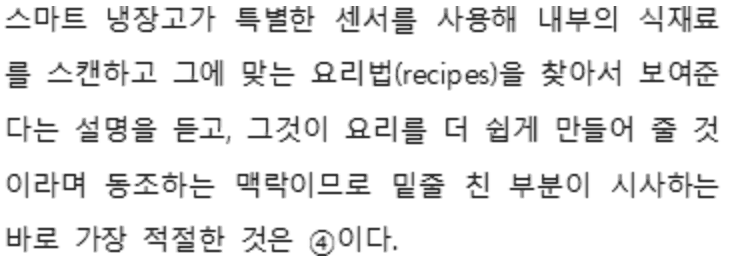 스마트 냉장고가 특별한 센서를 사용해 내부의 식재료
를 스캔하고 그에 맞는 요리법(recipes)을 찾아서 보여준
다는 설명을 듣고, 그것이 요리를 더 쉽게 만들어 줄 것
이라며 동조하는 맥락이므로 밑줄 친 부분이 시사하는
바로 가장 적절한 것은 ④이다.